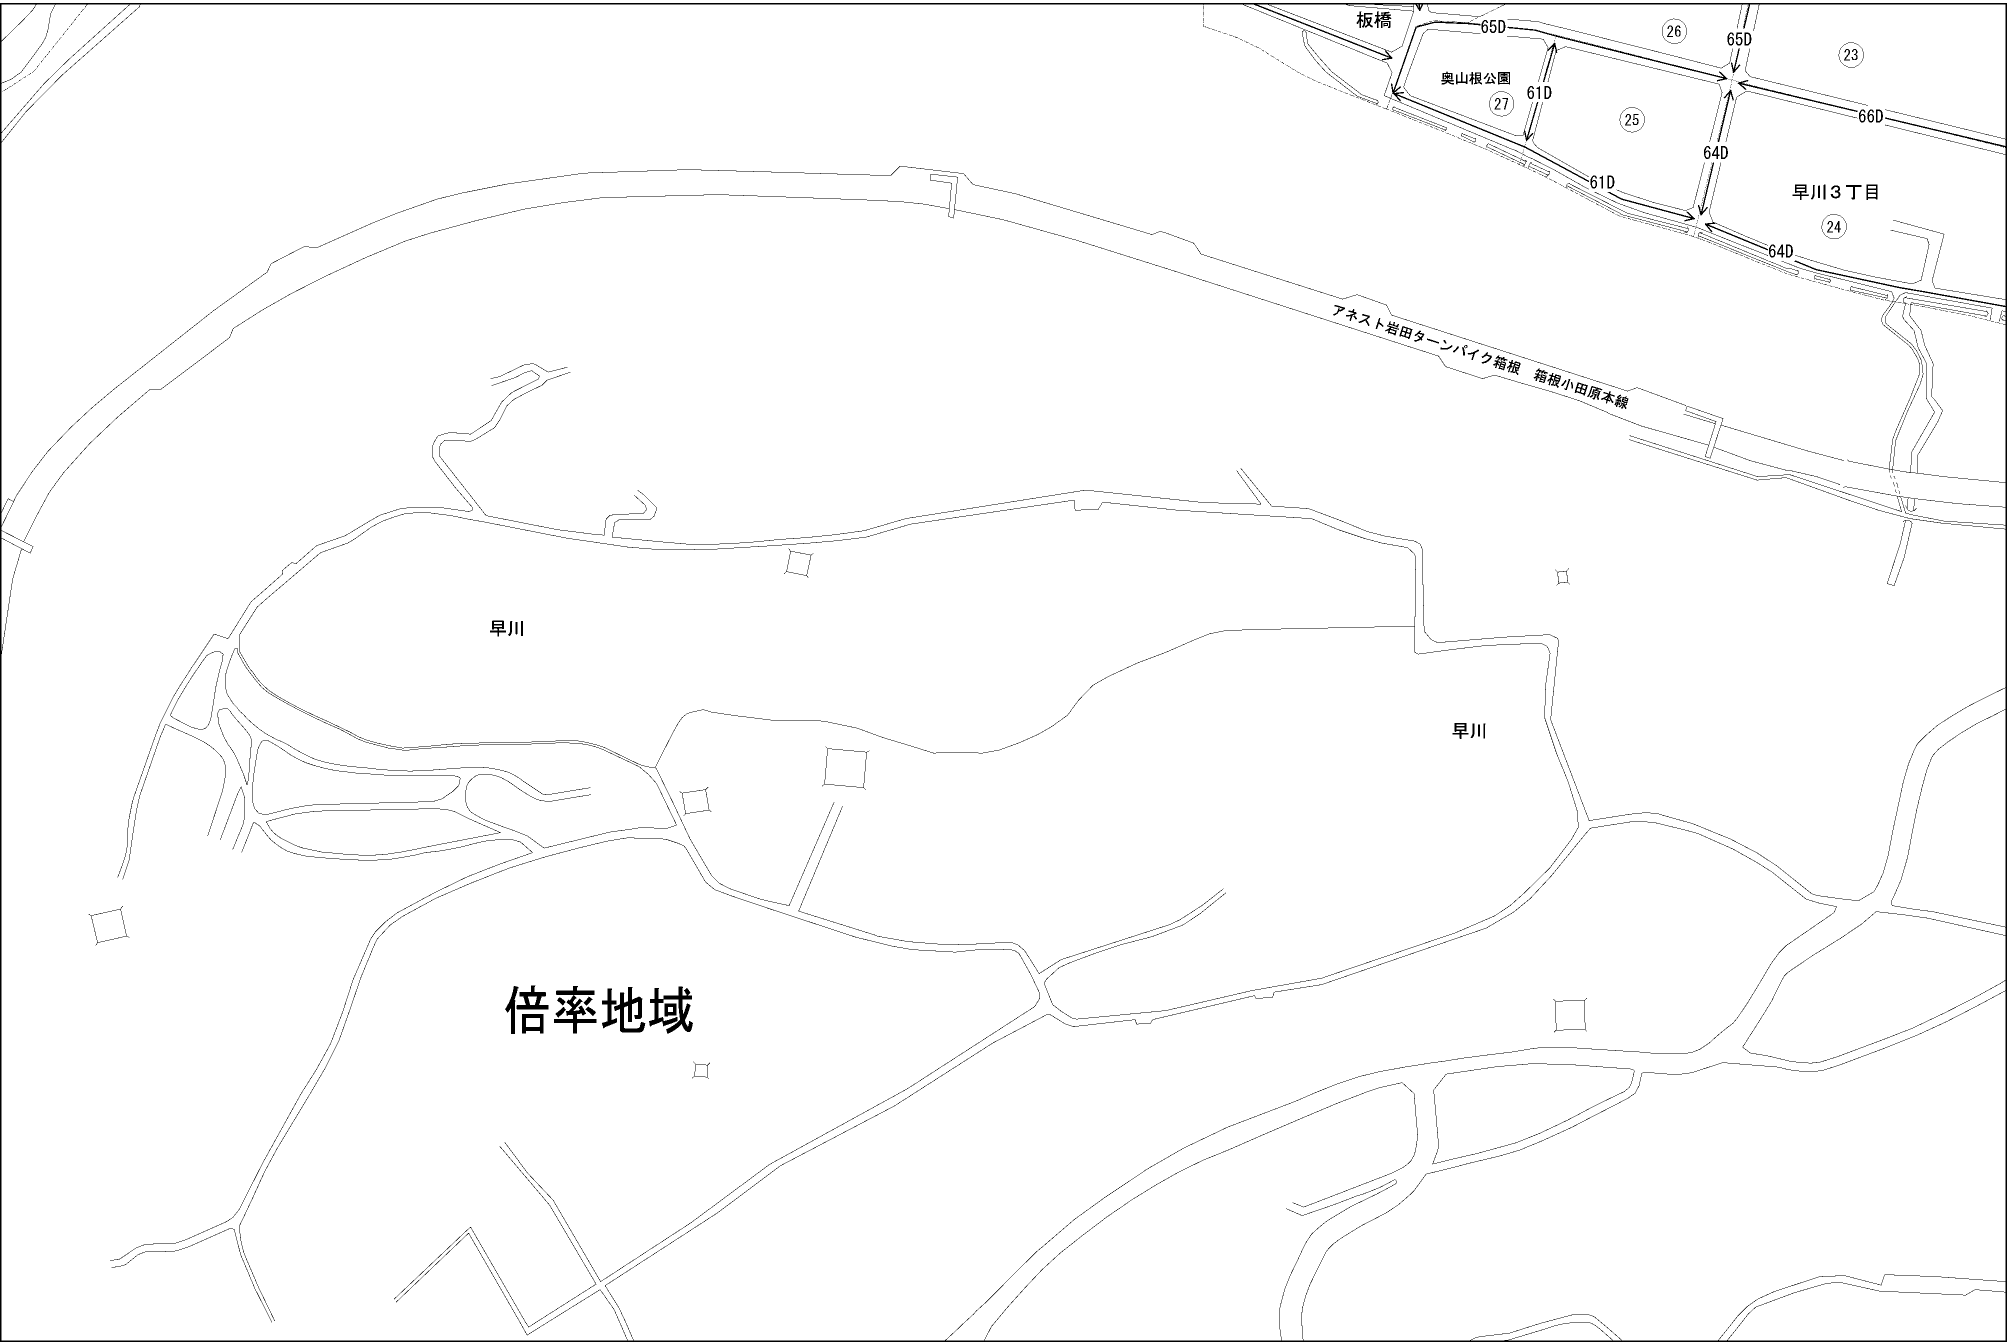 板橋
65D
26
65D
23
奥山根公園
27
61D
25
66D
64D
61D
早川3丁目
24
64D
アネスト岩田ターンパイク箱根　箱根小田原本線
早川
早川
倍率地域